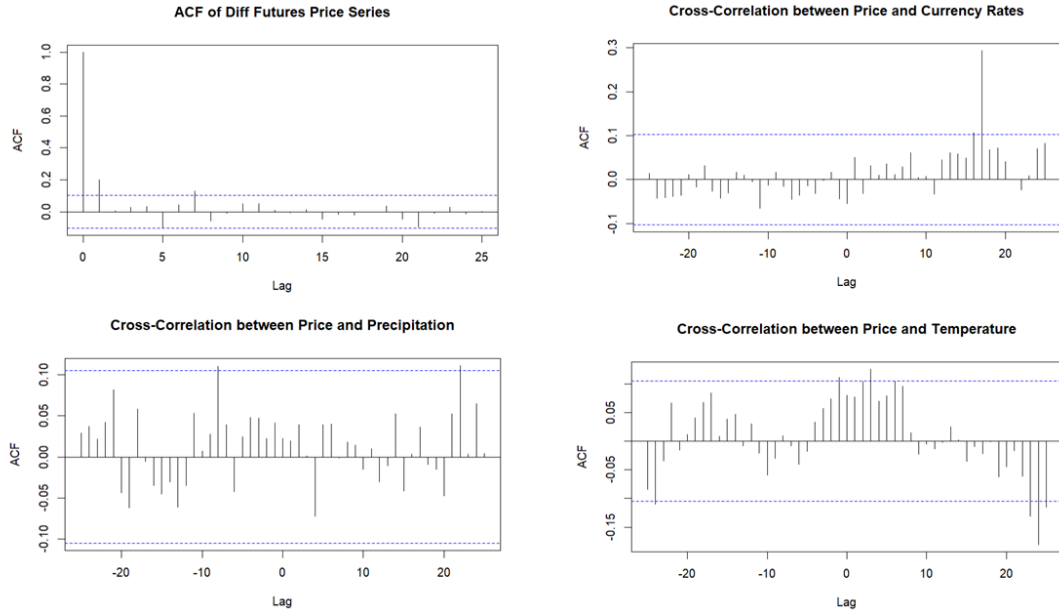 ACF of Diff Futures Price Series
ACF
1.0
0.8
0.6
0.4
0.2
0.0
0 5 10 15 20 25
Lag
Cross-Correlation between Price and Currency Rates
ACF
0.3
0.2
0.1
0.0
-0.1
-20 -10 0 10 20
Lag
Cross-Correlation between Price and Precipitation
ACF
0.10
0.05
0.00
-0.05
-0.10
-20 -10 0 10 20
Lag
Cross-Correlation between Price and Temperature
ACF
0.05
-0.05
-0.15
-20 -10 0 10 20
Lag